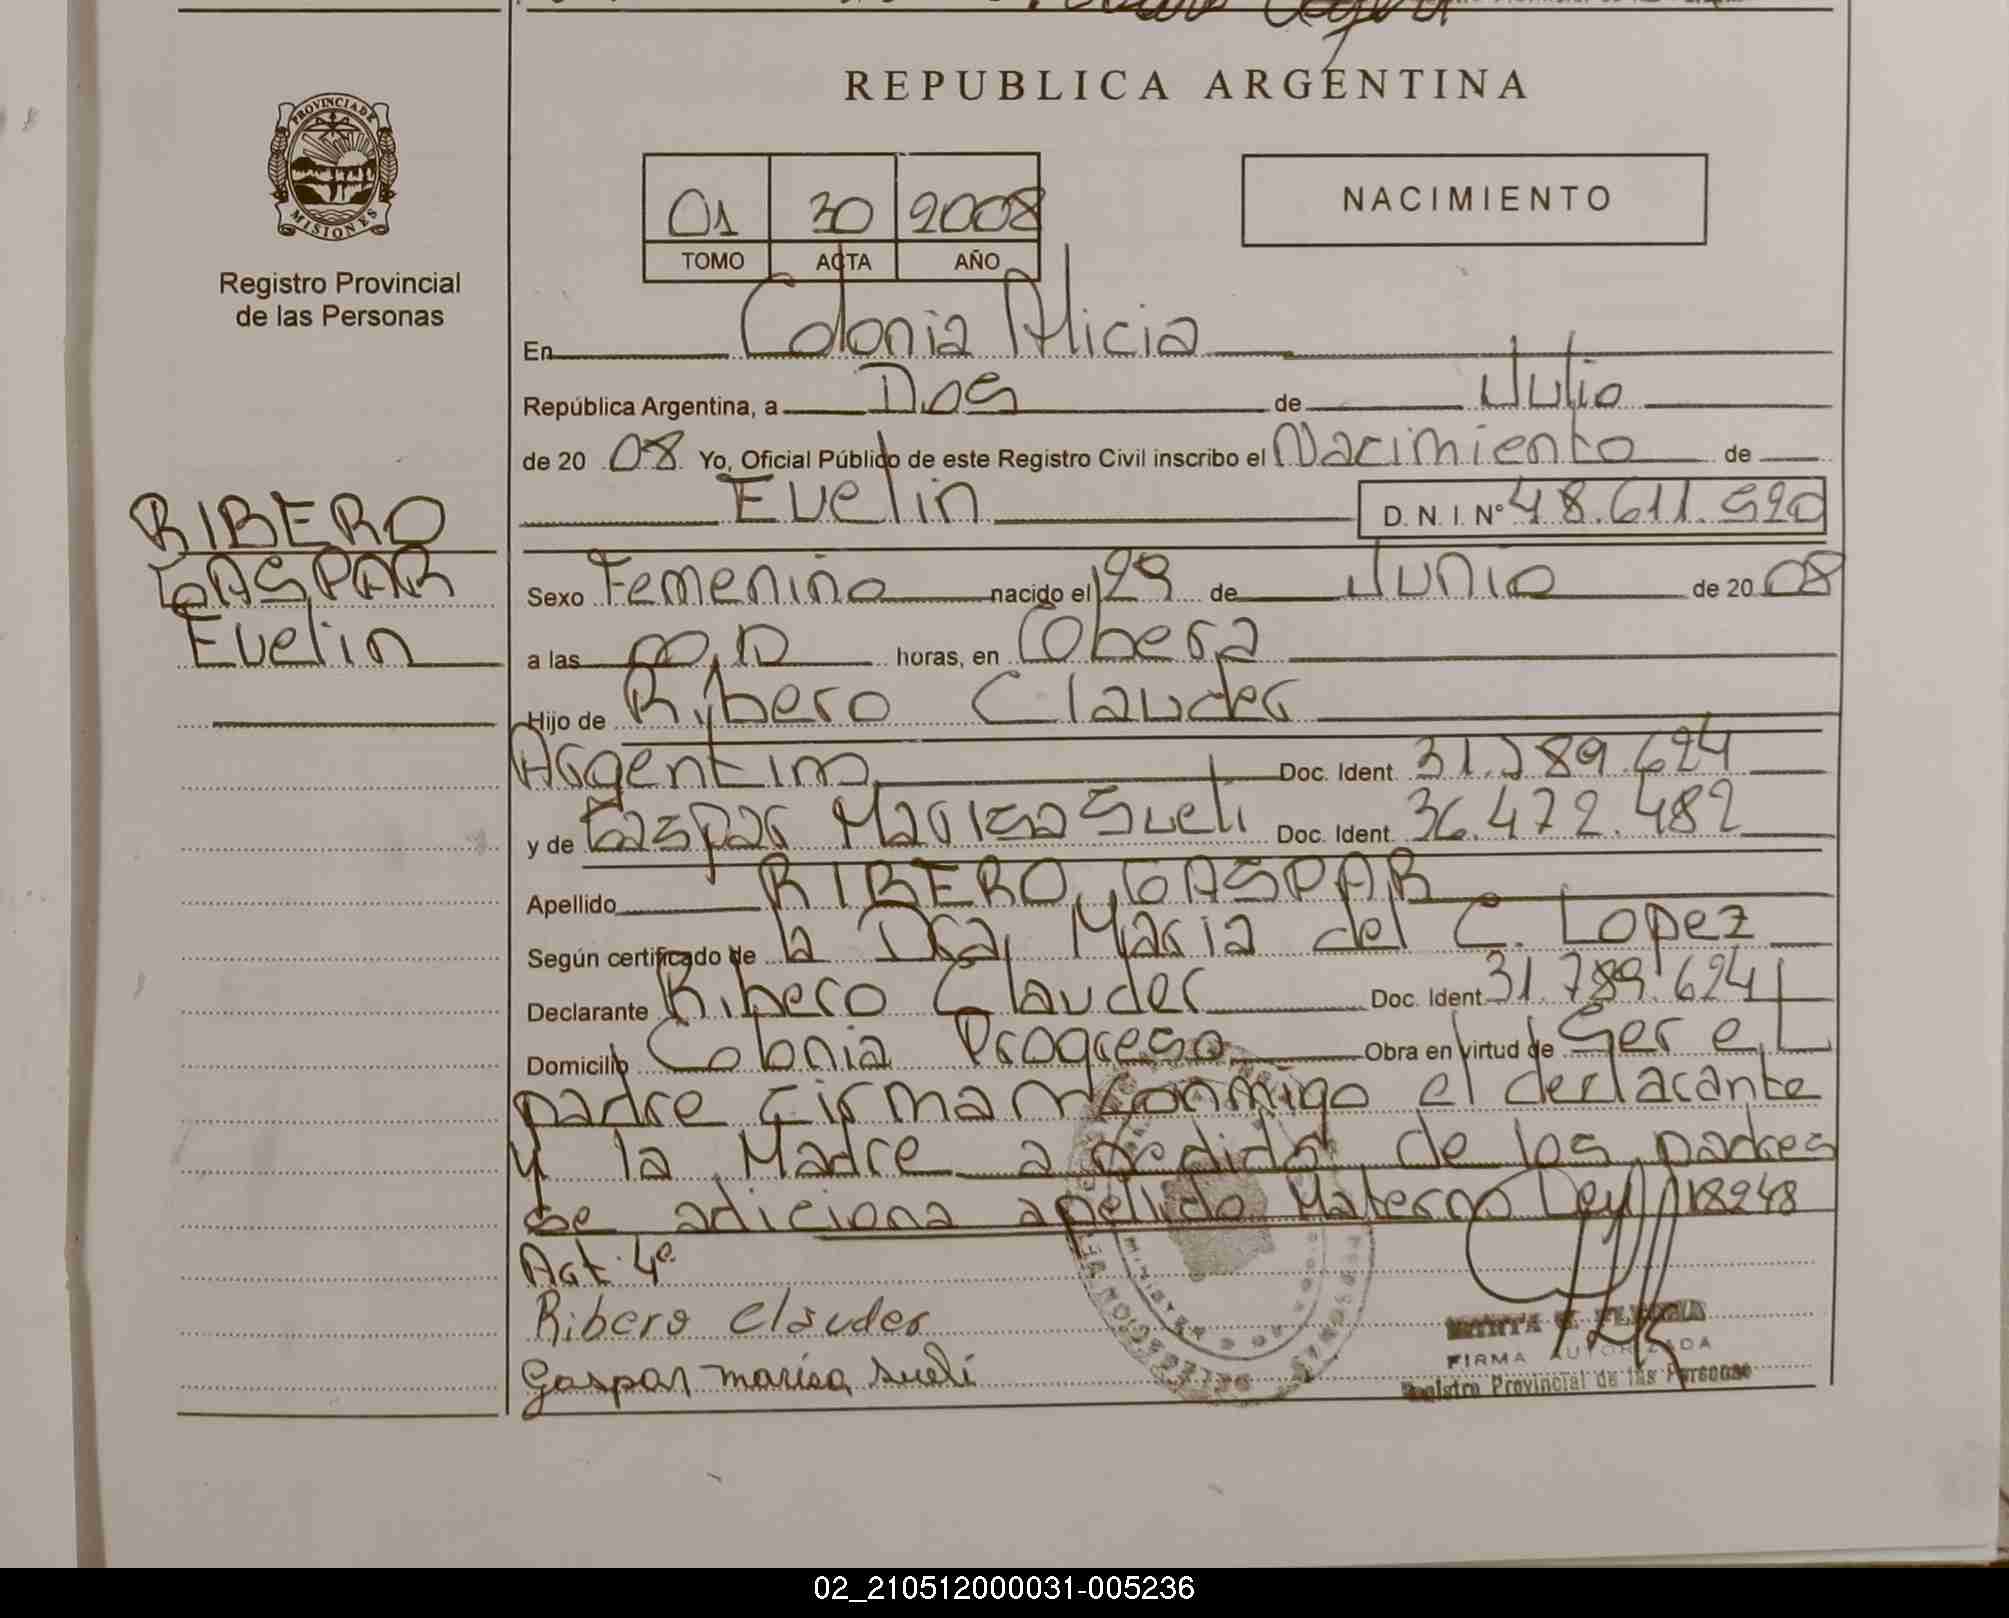 REPUBLICA ARGENTINA
PROVINCIA DE MISIONES
Registro Provincial
de las Personas
01 30 2008
TOMO ACTA AÑO
NACIMIENTO
En Colonia Alicia
República Argentina, a Dos de Julio
de 20 08 Yo, Oficial Público de este Registro Civil inscribo el Nacimiento de
Evelin D. N. I. N° 48.611.520
RIBERO
GASPAR
Evelin
Sexo Femenino nacido el 29 de Junio de 20 08
a las horas, en Obera
Hijo de Ribero Clauder
Argentino Doc. Ident. 31.789.624
y de Gaspar Marisa Sueli Doc. Ident. 36.472.482
Apellido RIBERO, GASPAR
Según certificado de la Dra, Maria del C. Lopez
Declarante Ribero Clauder Doc. Ident. 31.789.624
Domicilio Colonia Progreso Obra en virtud de Ser el
padre firman conmigo el declarante
y la Madre a pedido de los padres
se adiciona apellido Materno Ley 18248
Art. 4º
Ribero Clauder
Gaspar marisa sueli
FIRMA AUTORIZADA
Registro Provincial de las Personas
02_210512000031-005236